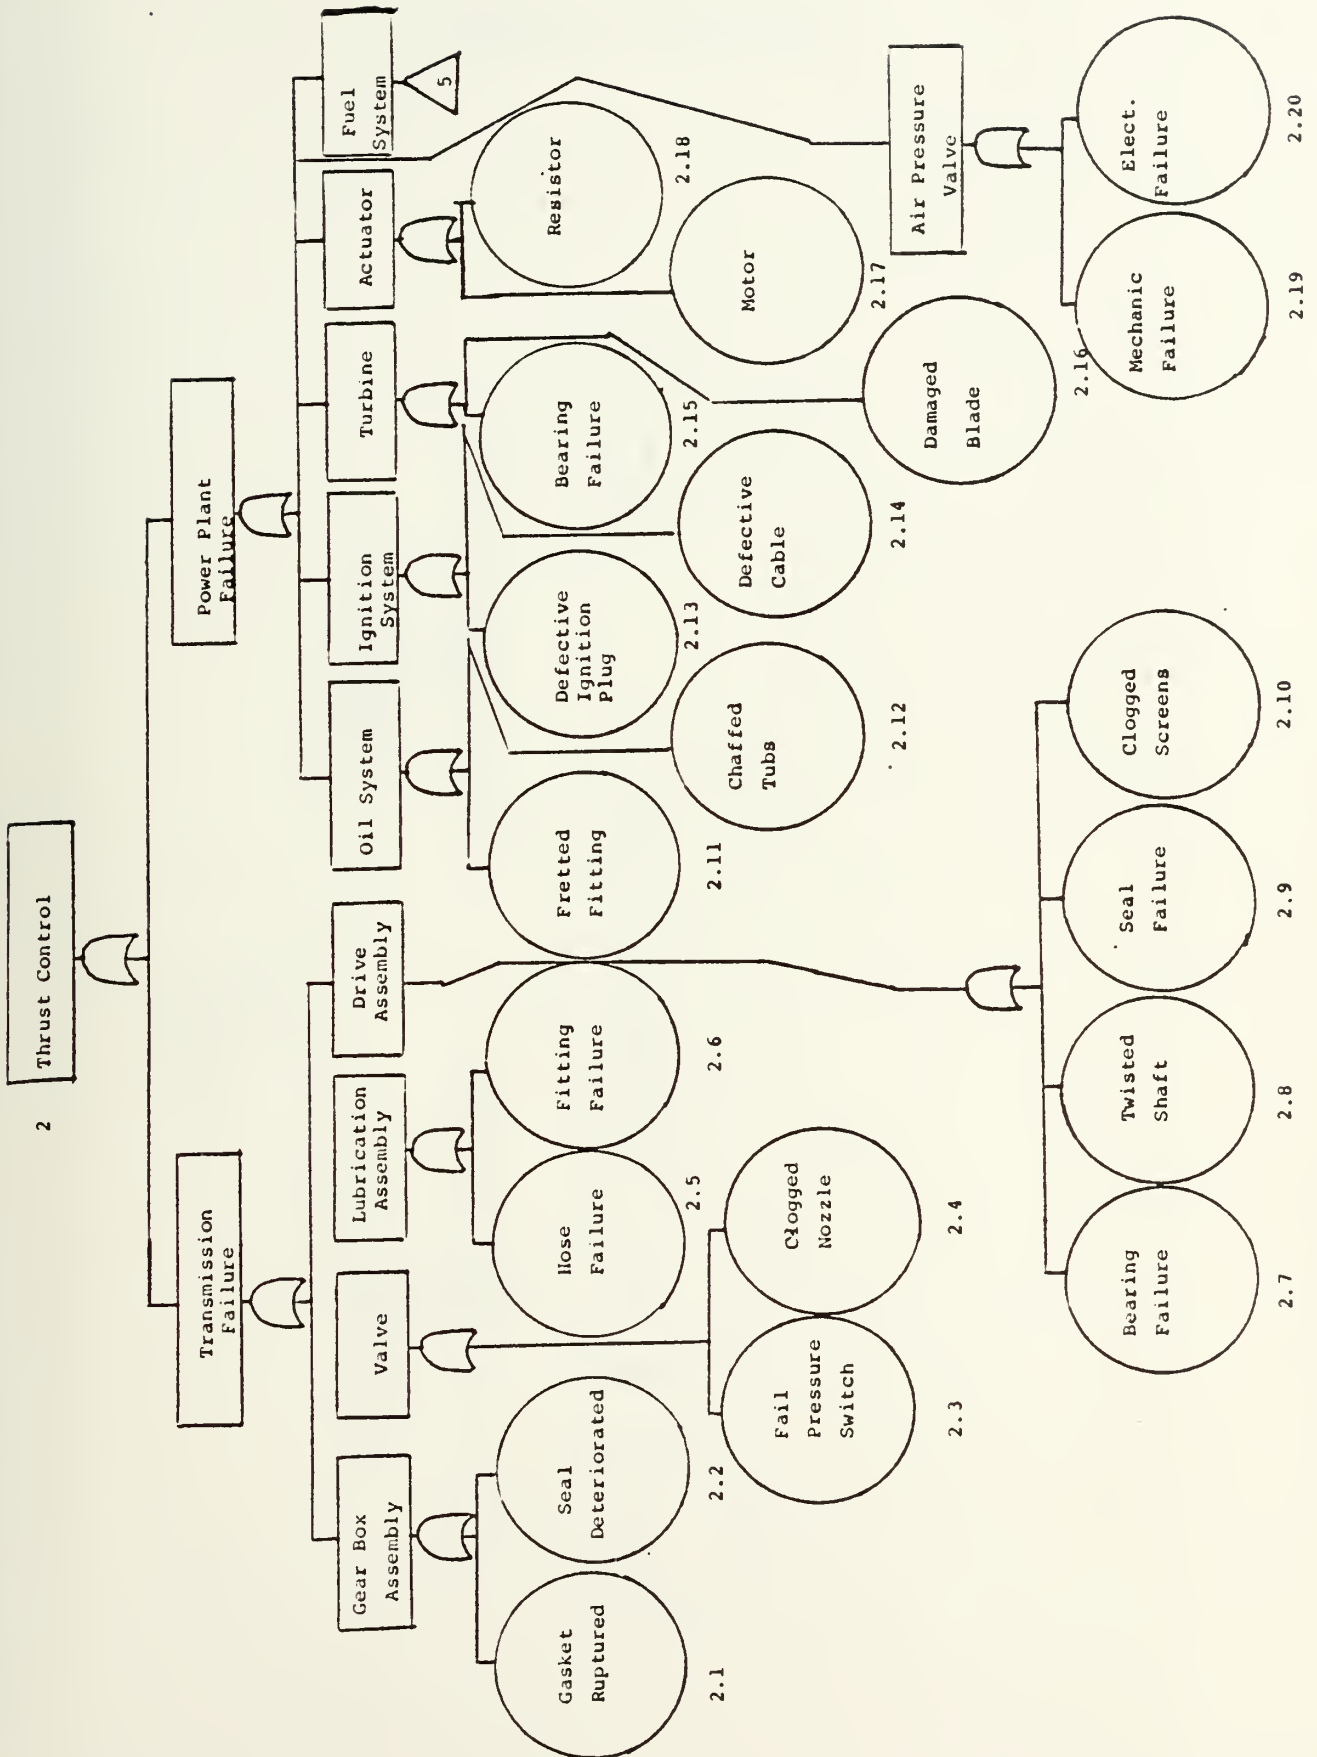 2
Thrust Control
Transmission
Failure
Power Plant
Failure
Gear Box
Assembly
Valve
Lubrication
Assembly
Drive
Assembly
Oil System
Ignition
System
Turbine
Actuator
Fuel
System
5
Gasket
Ruptured
2.1
Seal
Deteriorated
2.2
Fail
Pressure
Switch
2.3
Clogged
Nozzle
2.4
Hose
Failure
2.5
Fitting
Failure
2.6
Bearing
Failure
2.7
Twisted
Shaft
2.8
Seal
Failure
2.9
Clogged
Screens
2.10
Fretted
Fitting
2.11
Chaffed
Tubs
2.12
Defective
Ignition
Plug
2.13
Defective
Cable
2.14
Bearing
Failure
2.15
Damaged
Blade
2.16
Motor
2.17
Resistor
2.18
Air Pressure
Valve
Mechanic
Failure
2.19
Elect.
Failure
2.20